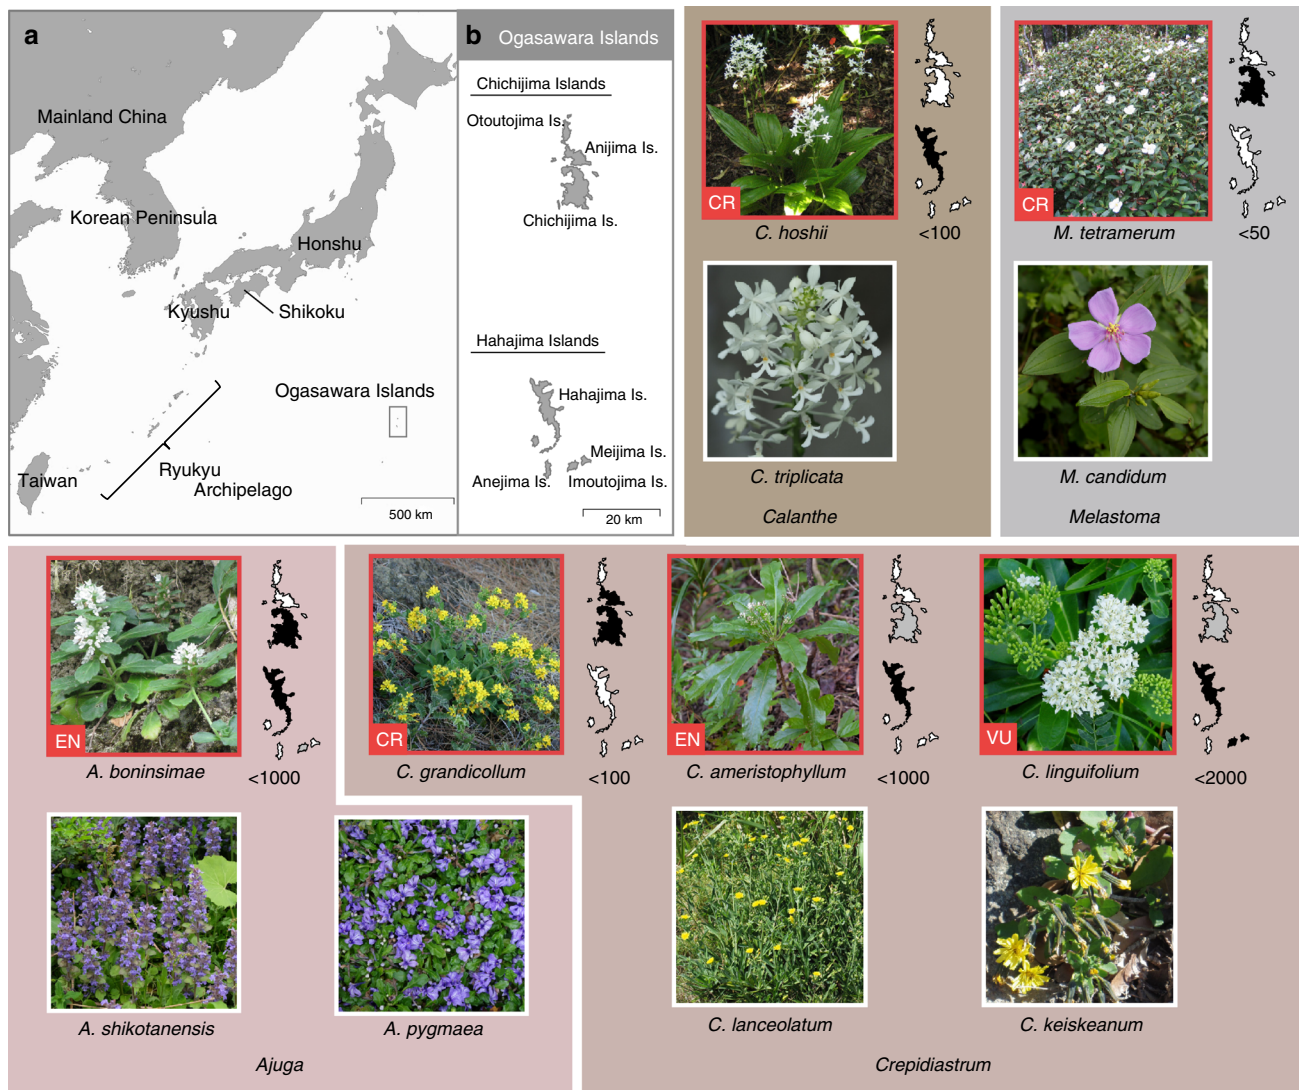 a
Mainland China
Korean Peninsula
Honshu
Kyushu
Shikoku
Ogasawara Islands
Taiwan
Ryukyu
Archipelago
500 km
b Ogasawara Islands
Chichijima Islands
Otoutojima Is.
Anijima Is.
Chichijima Is.
Hahajima Islands
Hahajima Is.
Meijima Is.
Anejima Is.
Imoutojima Is.
20 km
CR
C. hoshii
<100
C. triplicata
Calanthe
CR
M. tetramerum
<50
M. candidum
Melastoma
EN
A. boninsimae
<1000
A. shikotanensis
A. pygmaea
Ajuga
CR
C. grandicollum
<100
EN
C. ameristophyllum
<1000
VU
C. linguifolium
<2000
C. lanceolatum
C. keiskeanum
Crepidiastrum